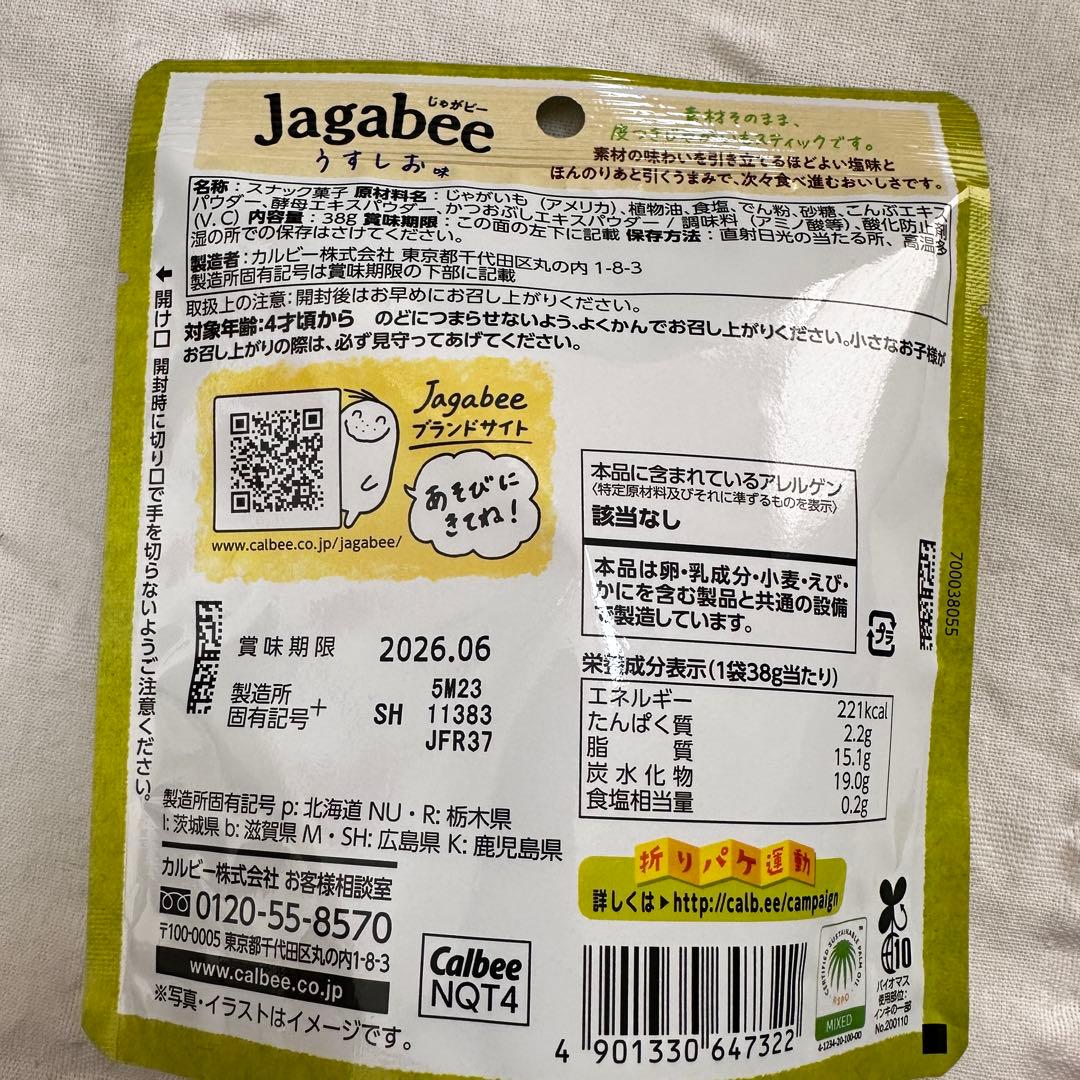 じゃがビー
Jagabee
うすしお味
素材そのまま、
皮つきじゃがいもスティックです。
素材の味わいを引き立てるほどよい塩味と
ほんのりあと引くうまみで、次々食べ進むおいしさです。
名称：スナック菓子 原材料名：じゃがいも（アメリカ）、植物油、食塩、でん粉、砂糖、こんぶエキス
パウダー、酵母エキスパウダー、かつおぶしエキスパウダー / 調味料（アミノ酸等）、酸化防止剤
(V. C) 内容量：38g 賞味期限：この面の左下に記載 保存方法：直射日光の当たる所、高温多
湿の所での保存はさけてください。
製造者：カルビー株式会社 東京都千代田区丸の内 1-8-3
製造所固有記号は賞味期限の下部に記載
取扱上の注意：開封後はお早めにお召し上がりください。
対象年齢：4才頃から のどにつまらせないよう、よくかんでお召し上がりください。小さなお子様が
お召し上がりの際は、必ず見守ってあげてください。
←開け口 開封時に切り口で手を切らないようご注意ください。
Jagabee
ブランドサイト
あそびに
きてね！
www.calbee.co.jp/jagabee/
本品に含まれているアレルゲン
〈特定原材料及びそれに準ずるものを表示〉
該当なし
本品は卵・乳成分・小麦・えび・
かにを含む製品と共通の設備
で製造しています。
プラ
700038055
賞味期限 2026.06
製造所固有記号+ 5M23
SH 11383
JFR37
栄養成分表示(1袋38g当たり)
エネルギー 221kcal
たんぱく質 2.2g
脂質 15.1g
炭水化物 19.0g
食塩相当量 0.2g
製造所固有記号 p: 北海道 NU・R: 栃木県
I: 茨城県 b: 滋賀県 M・SH: 広島県 K: 鹿児島県
カルビー株式会社 お客様相談室
0120-55-8570
〒100-0005 東京都千代田区丸の内1-8-3
www.calbee.co.jp
※写真・イラストはイメージです。
Calbee
NQT4
折りパケ運動
詳しくは▶http://calb.ee/campaign
4 901330 647322
CERTIFIED SUSTAINABLE PALM OIL
RSPO
MIXED
4-1234-20-100-00
10
バイオマス
使用部位：
インキの一部
No.200110